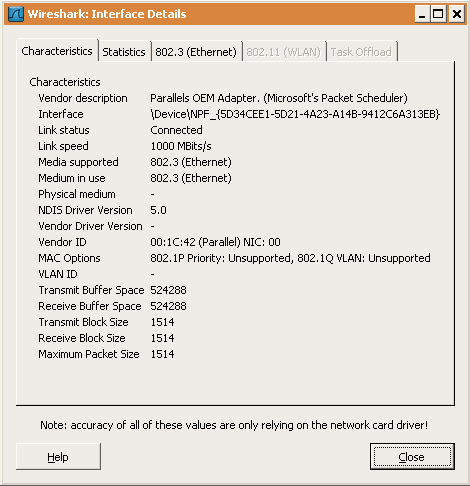 Wireshark: Interface Details
Characteristics Statistics 802.3 (Ethernet) 802.11 (WLAN) Task Offload
Characteristics
Vendor description Parallels OEM Adapter. (Microsoft's Packet Scheduler)
Interface \Device\NPF_{5D34CEE1-5D21-4A23-A14B-9412C6A313EB}
Link status Connected
Link speed 1000 MBits/s
Media supported 802.3 (Ethernet)
Medium in use 802.3 (Ethernet)
Physical medium -
NDIS Driver Version 5.0
Vendor Driver Version -
Vendor ID 00:1C:42 (Parallel) NIC: 00
MAC Options 802.1P Priority: Unsupported, 802.1Q VLAN: Unsupported
VLAN ID -
Transmit Buffer Space 524288
Receive Buffer Space 524288
Transmit Block Size 1514
Receive Block Size 1514
Maximum Packet Size 1514
Note: accuracy of all of these values are only relying on the network card driver!
Help Close